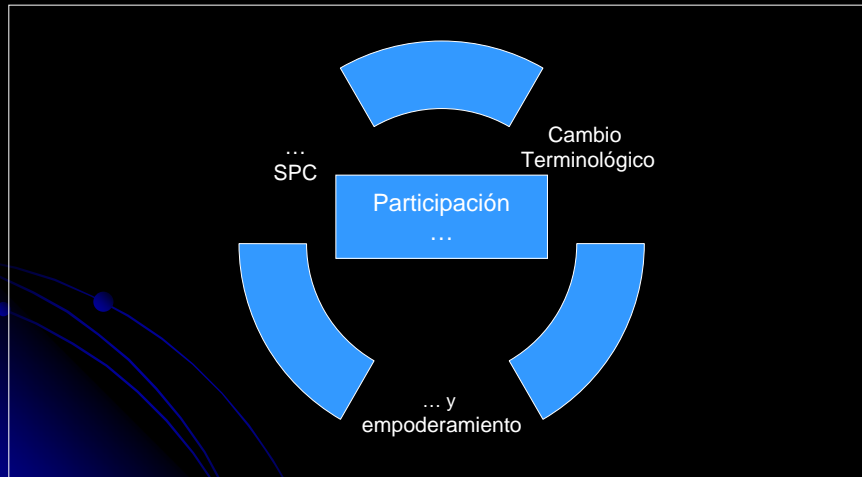 …
SPC
Cambio
Terminológico
Participación
…
… y
empoderamiento